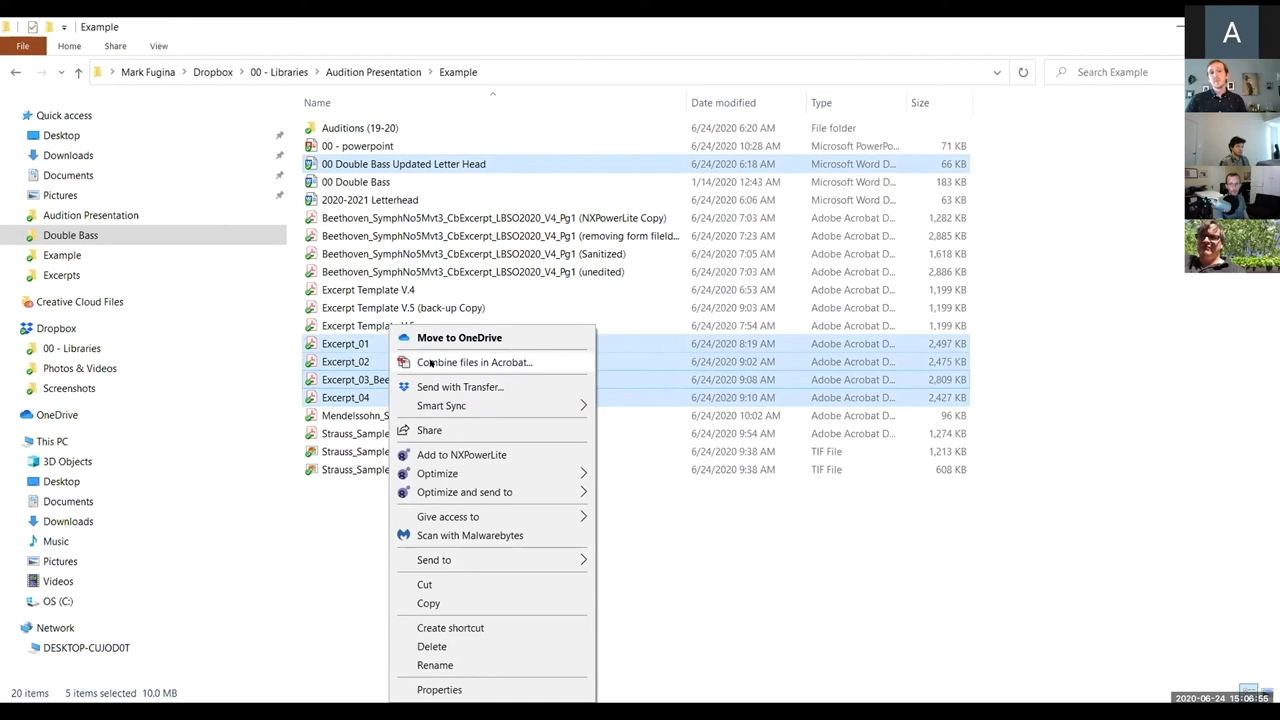 Example
File Home Share View
Mark Fugina Dropbox 00 - Libraries Audition Presentation Example
Search Example
A
Quick access
Desktop
Downloads
Documents
Pictures
Audition Presentation
Double Bass
Example
Excerpts
Creative Cloud Files
Dropbox
00 - Libraries
Photos & Videos
Screenshots
OneDrive
This PC
3D Objects
Desktop
Documents
Downloads
Music
Pictures
Videos
OS (C:)
Network
DESKTOP-CUJOD0T
Name Date modified Type Size
Auditions (19-20) 6/24/2020 6:20 AM File folder
00 - powerpoint 6/24/2020 10:28 AM Microsoft PowerPo... 71 KB
00 Double Bass Updated Letter Head 6/24/2020 6:18 AM Microsoft Word D... 66 KB
00 Double Bass 1/14/2020 12:43 AM Microsoft Word D... 183 KB
2020-2021 Letterhead 6/24/2020 6:06 AM Microsoft Word D... 63 KB
Beethoven_SymphNo5Mvt3_CbExcerpt_LBSO2020_V4_Pg1 (NXPowerLite Copy) 6/24/2020 7:03 AM Adobe Acrobat D... 1,282 KB
Beethoven_SymphNo5Mvt3_CbExcerpt_LBSO2020_V4_Pg1 (removing form fileld... 6/24/2020 7:03 AM Adobe Acrobat D... 2,885 KB
Beethoven_SymphNo5Mvt3_CbExcerpt_LBSO2020_V4_Pg1 (Sanitized) 6/24/2020 7:05 AM Adobe Acrobat D... 1,618 KB
Beethoven_SymphNo5Mvt3_CbExcerpt_LBSO2020_V4_Pg1 (unedited) 6/24/2020 7:03 AM Adobe Acrobat D... 2,886 KB
Excerpt Template V.4 6/24/2020 6:53 AM Adobe Acrobat D... 1,199 KB
Excerpt Template V.5 (back-up Copy) 6/24/2020 9:03 AM Adobe Acrobat D... 1,199 KB
Excerpt Template V.5 6/24/2020 7:54 AM Adobe Acrobat D... 1,199 KB
Excerpt_01 6/24/2020 8:19 AM Adobe Acrobat D... 2,497 KB
Excerpt_02 6/24/2020 9:02 AM Adobe Acrobat D... 2,475 KB
Excerpt_03_Bee 6/24/2020 9:08 AM Adobe Acrobat D... 2,809 KB
Excerpt_04 6/24/2020 9:10 AM Adobe Acrobat D... 2,427 KB
Mendelssohn_S 6/24/2020 10:02 AM Adobe Acrobat D... 96 KB
Strauss_Sample 6/24/2020 9:54 AM Adobe Acrobat D... 1,274 KB
Strauss_Sample 6/24/2020 9:38 AM TIF File 1,213 KB
Strauss_Sample 6/24/2020 9:38 AM TIF File 608 KB
Move to OneDrive
Combine files in Acrobat...
Send with Transfer...
Smart Sync
Share
Add to NXPowerLite
Optimize
Optimize and send to
Give access to
Scan with Malwarebytes
Send to
Cut
Copy
Create shortcut
Delete
Rename
Properties
20 items 5 items selected 10.0 MB
2020-06-24 15:06:55